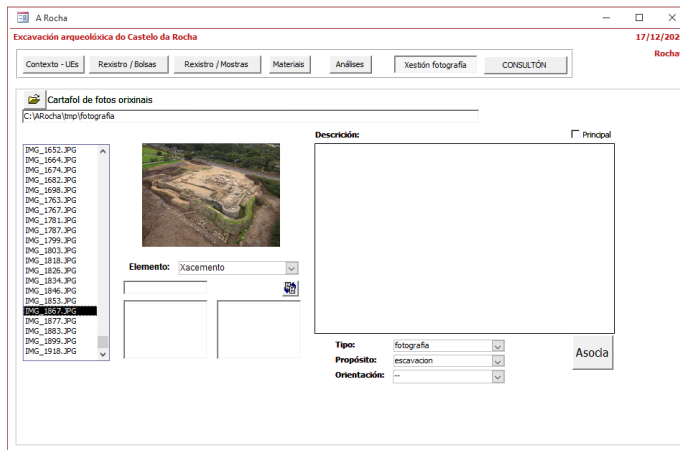 A Rocha
Excavación arqueolóxica do Castelo da Rocha
17/12/202
Rocha
Contexto - UEs
Rexistro / Bolsas
Rexistro / Mostras
Materiais
Análises
Xestión fotografía
CONSULTÓN
Cartafol de fotos orixinais
C:\ARocha\tmp\fotografia
Descrición:
Principal
IMG_1652.JPG
IMG_1664.JPG
IMG_1674.JPG
IMG_1682.JPG
IMG_1698.JPG
IMG_1763.JPG
IMG_1767.JPG
IMG_1781.JPG
IMG_1787.JPG
IMG_1799.JPG
IMG_1803.JPG
IMG_1818.JPG
IMG_1826.JPG
IMG_1834.JPG
IMG_1846.JPG
IMG_1853.JPG
IMG_1867.JPG
IMG_1877.JPG
IMG_1883.JPG
IMG_1899.JPG
IMG_1918.JPG
Elemento: Xacemento
Tipo: fotografia
Propósito: escavacion
Orientación: --
Asocia